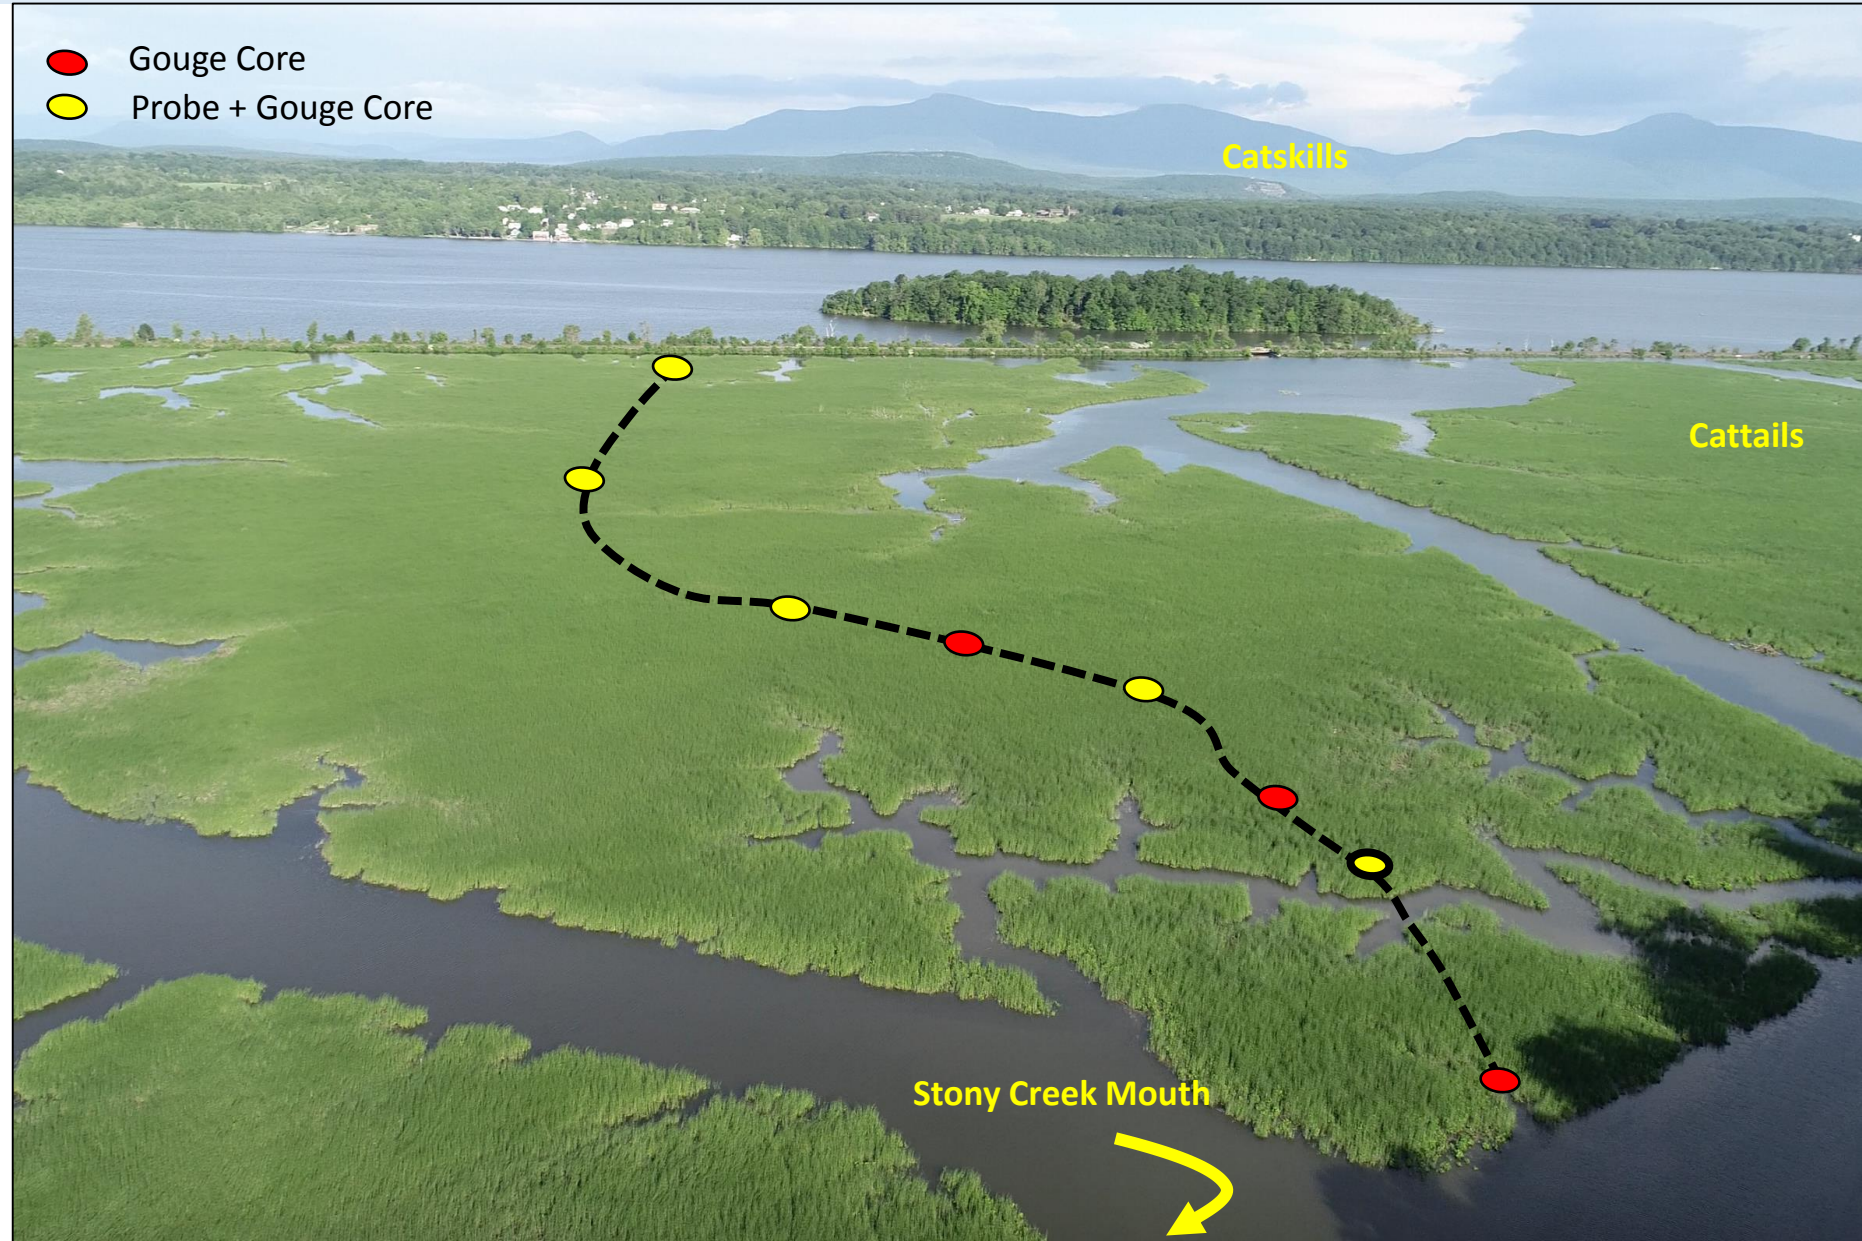 Gouge Core
Probe + Gouge Core
Catskills
Cattails
Stony Creek Mouth